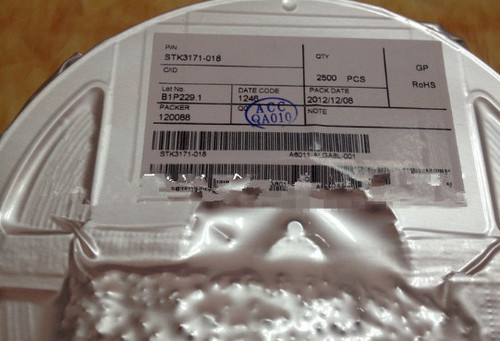 P/N
STK3171-018
QTY
2500 PCS
GP
RoHS
C/ID
Lot No.
B1P229.1
DATE CODE
1246
PACK DATE
2012/12/08
PACKER
120088
ACC
QA010
NOTE
STK3171-018